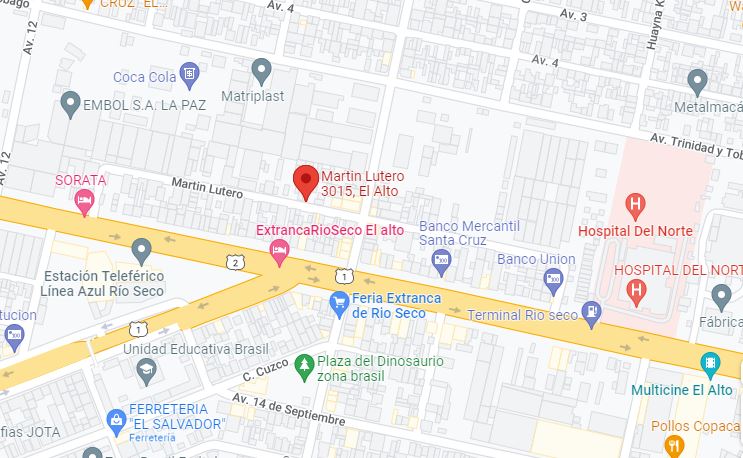 CRUZ "EL
Av. 4
Av. 3
Huayna K
Wa
Av. 12
Av. 4
Coca Cola
Matriplast
EMBOL S.A. LA PAZ
Metalmacá
Av. Trinidad y Tob
Av. 12
SORATA
Martin Lutero
Martin Lutero
3015, El Alto
ExtrancaRioSeco El alto
Banco Mercantil
Santa Cruz
Hospital Del Norte
Banco Union
HOSPITAL DEL NORT
Estación Teleférico
Línea Azul Rio Seco
2
1
Feria Extranca
de Rio Seco
Terminal Rio seco
Fábrica
itucion
1
Unidad Educativa Brasil
C. Cuzco
Plaza del Dinosaurio
zona brasil
Multicine El Alto
Av. 14 de Septiembre
FERRETERIA
"EL SALVADOR"
Ferretería
fias JOTA
Pollos Copaca